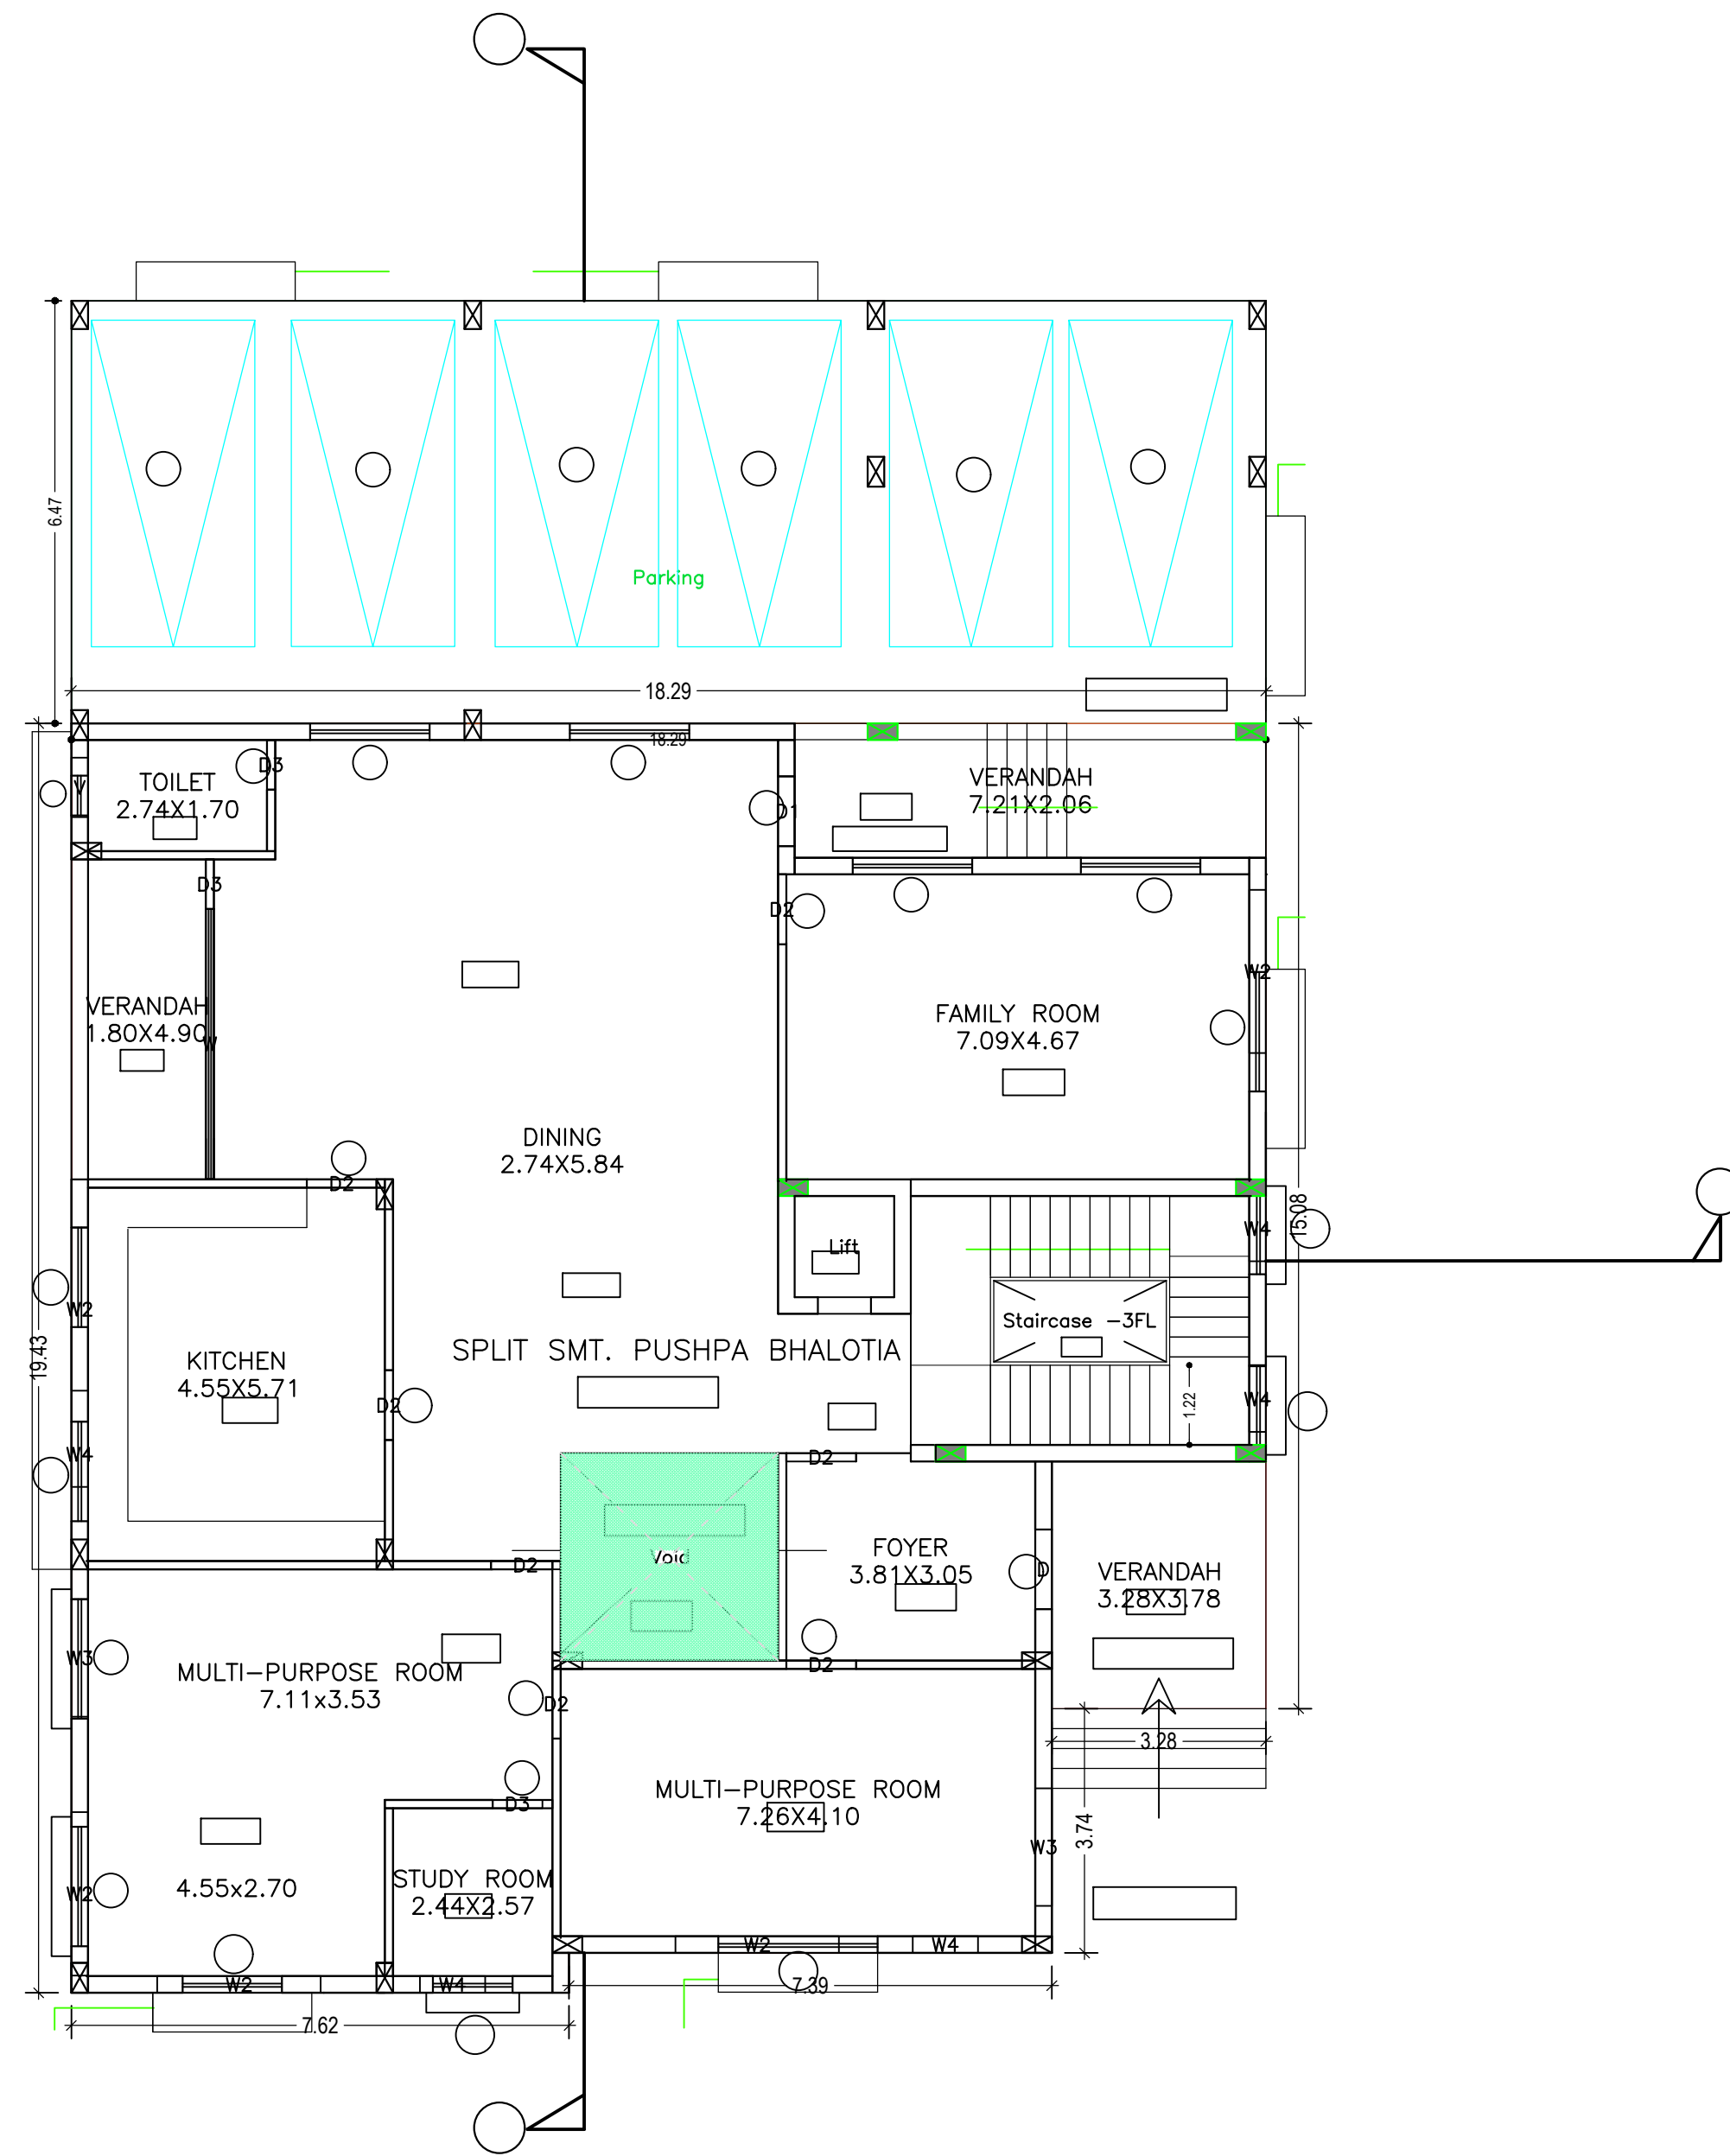 6.47
Parking
18.29
18.29
TOILET
2.74X1.70
D3
V
D1
VERANDAH
7.21X2.06
D3
D2
VERANDAH
1.80X4.90
W
W2
FAMILY ROOM
7.09X4.67
DINING
2.74X5.84
D2
W4
15.08
Lift
Staircase -3FL
W2
19.43
KITCHEN
4.55X5.71
D2
SPLIT SMT. PUSHPA BHALOTIA
1.22
W4
W4
D2
D2
Void
FOYER
3.81X3.05
D
VERANDAH
3.28X3.78
W3
MULTI-PURPOSE ROOM
7.11x3.53
D2
D2
3.28
MULTI-PURPOSE ROOM
7.26X4.10
D3
3.74
W3
W2
4.55x2.70
STUDY ROOM
2.44X2.57
W2
W4
W2
W4
7.39
7.62